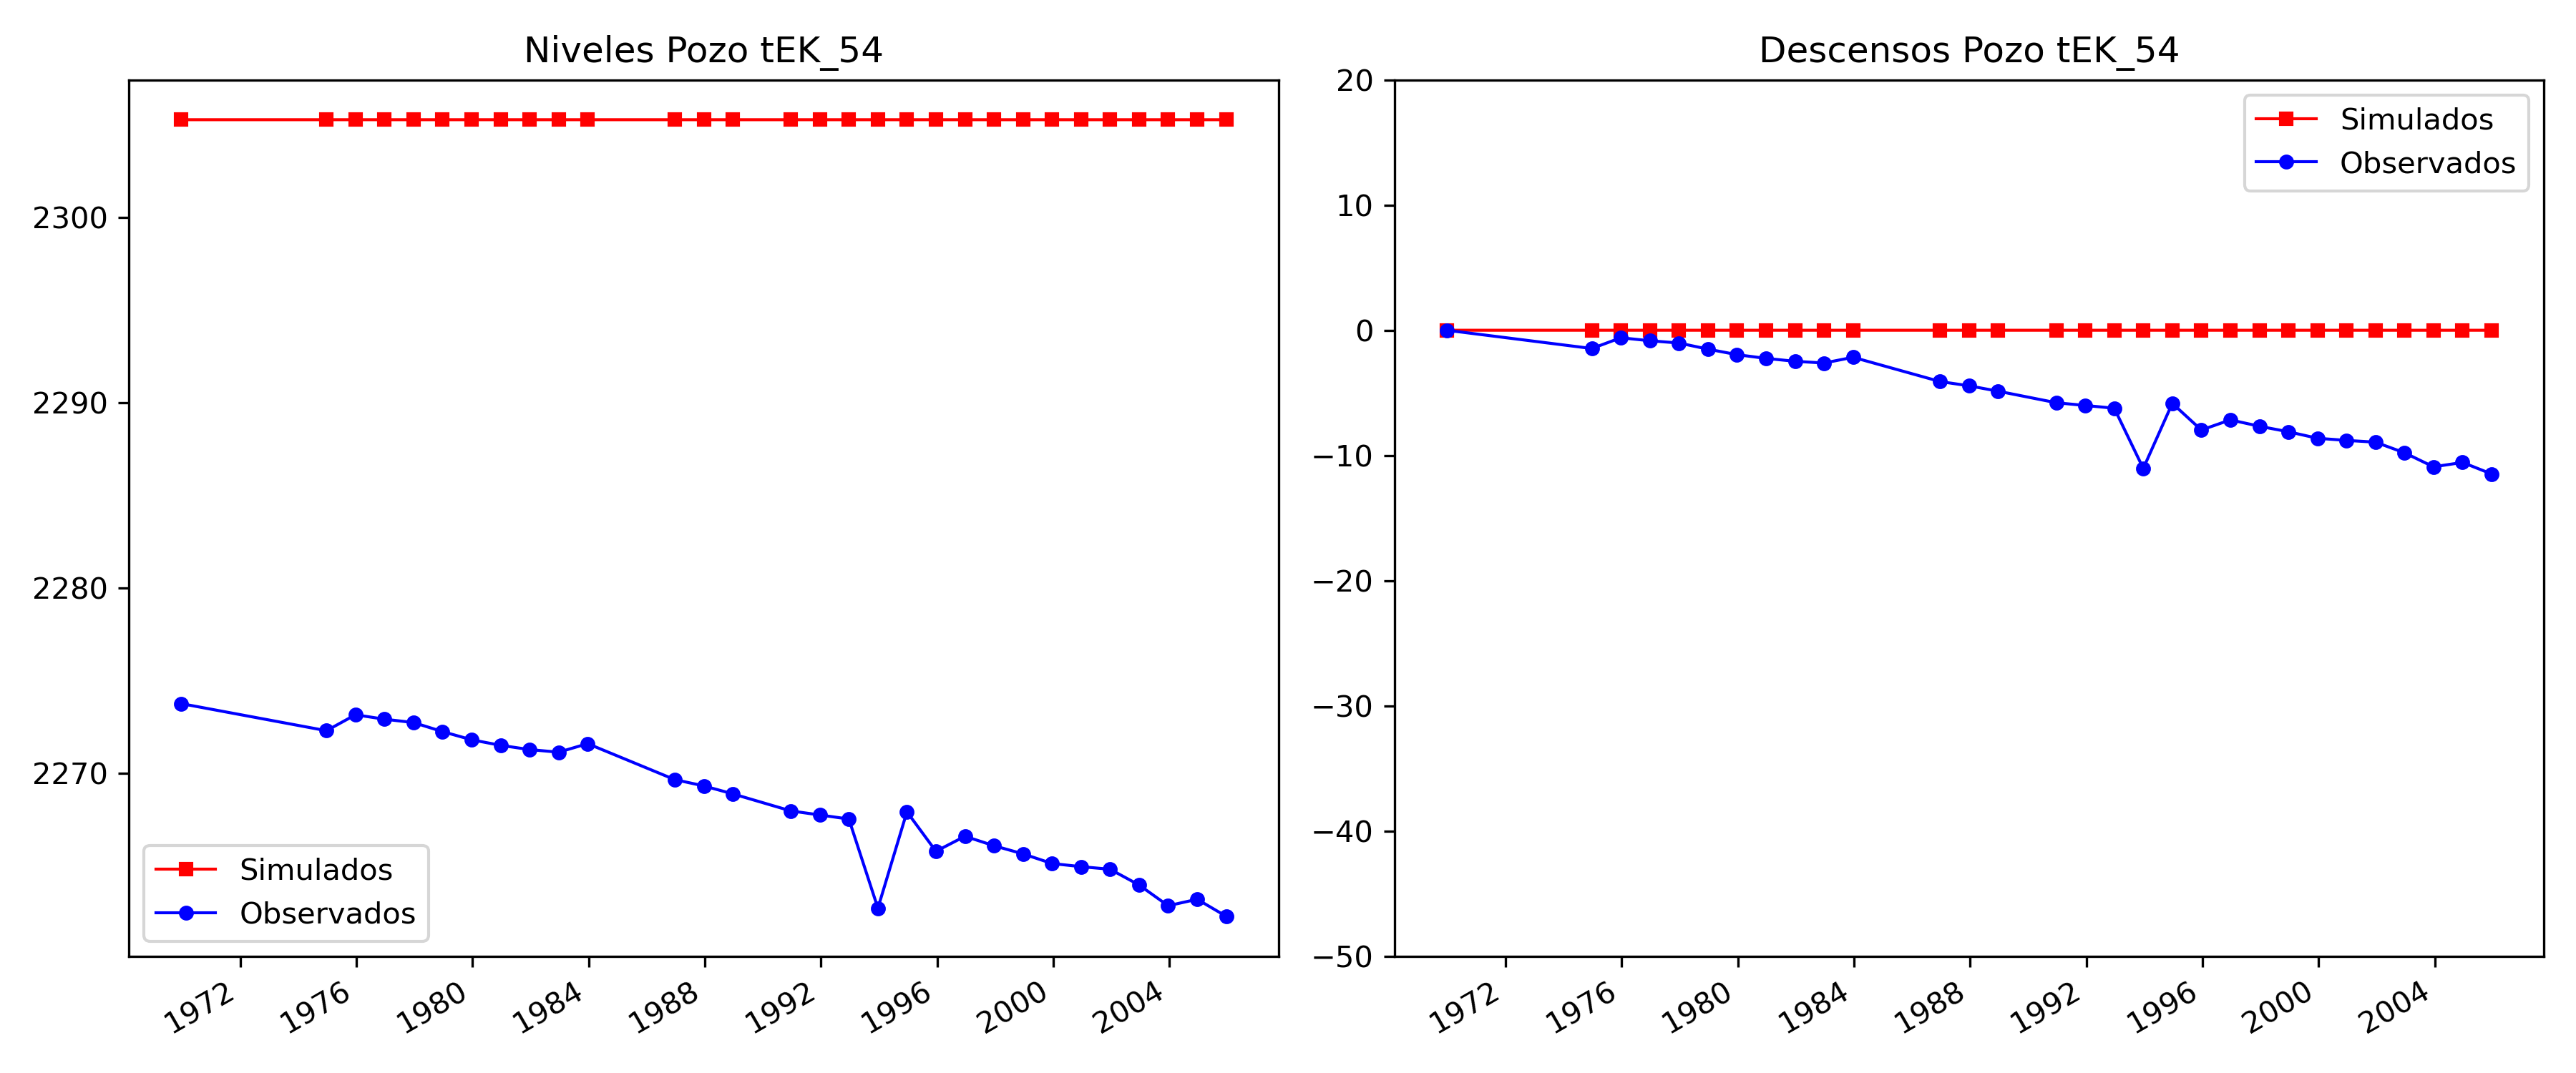 Niveles Pozo tEK_54
2300
2290
2280
2270
Simulados
Observados
1972 1976 1980 1984 1988 1992 1996 2000 2004
Descensos Pozo tEK_54
20
10
0
−10
−20
−30
−40
−50
Simulados
Observados
1972 1976 1980 1984 1988 1992 1996 2000 2004